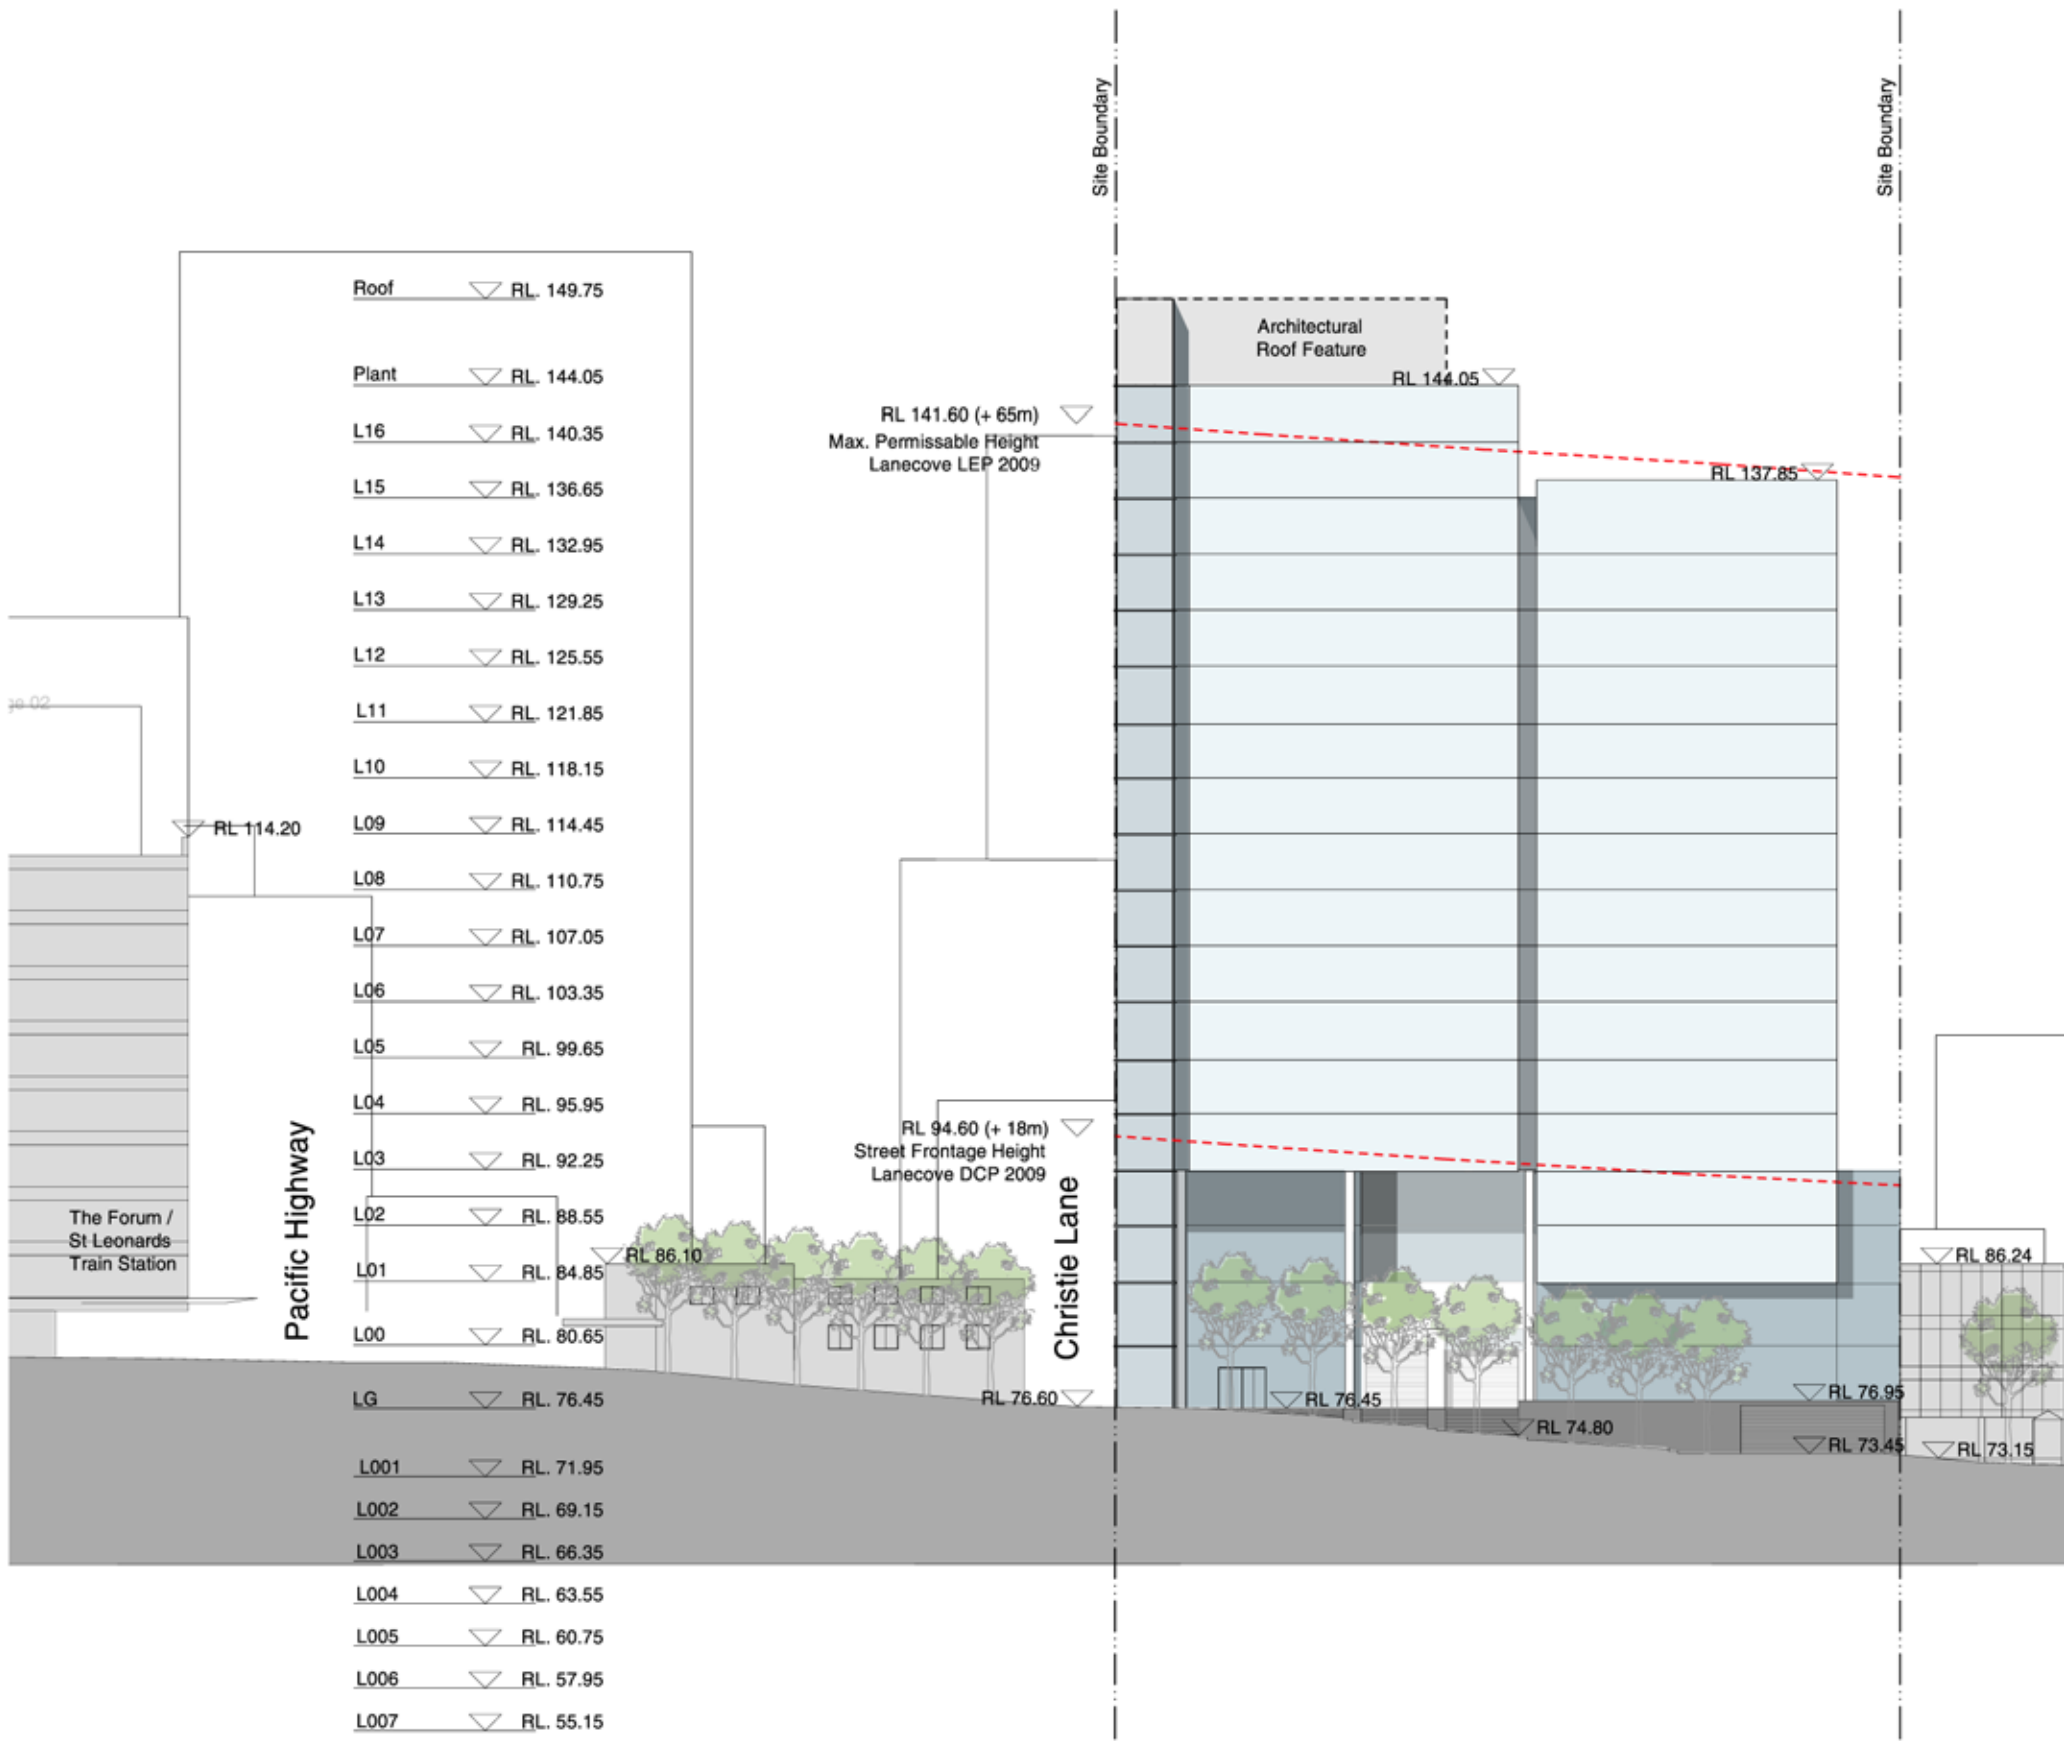 Site Boundary
Site Boundary
Roof RL. 149.75
Architectural
Roof Feature
Plant RL. 144.05
RL 144.05
RL 141.60 (+ 65m)
Max. Permissable Height
Lanecove LEP 2009
L16 RL. 140.35
RL 137.85
L15 RL. 136.65
L14 RL. 132.95
L13 RL. 129.25
L12 RL. 125.55
ge 02
L11 RL. 121.85
L10 RL. 118.15
RL 114.20
L09 RL. 114.45
L08 RL. 110.75
L07 RL. 107.05
L06 RL. 103.35
L05 RL. 99.65
L04 RL. 95.95
RL 94.60 (+ 18m)
Street Frontage Height
Lanecove DCP 2009
L03 RL. 92.25
Pacific Highway
Christie Lane
L02 RL. 88.55
The Forum /
St Leonards
Train Station
RL 86.10
RL 86.24
L01 RL. 84.85
L00 RL. 80.65
LG RL. 76.45
RL 76.60
RL 76.45
RL 76.95
RL 74.80
RL 73.45
RL 73.15
L001 RL. 71.95
L002 RL. 69.15
L003 RL. 66.35
L004 RL. 63.55
L005 RL. 60.75
L006 RL. 57.95
L007 RL. 55.15